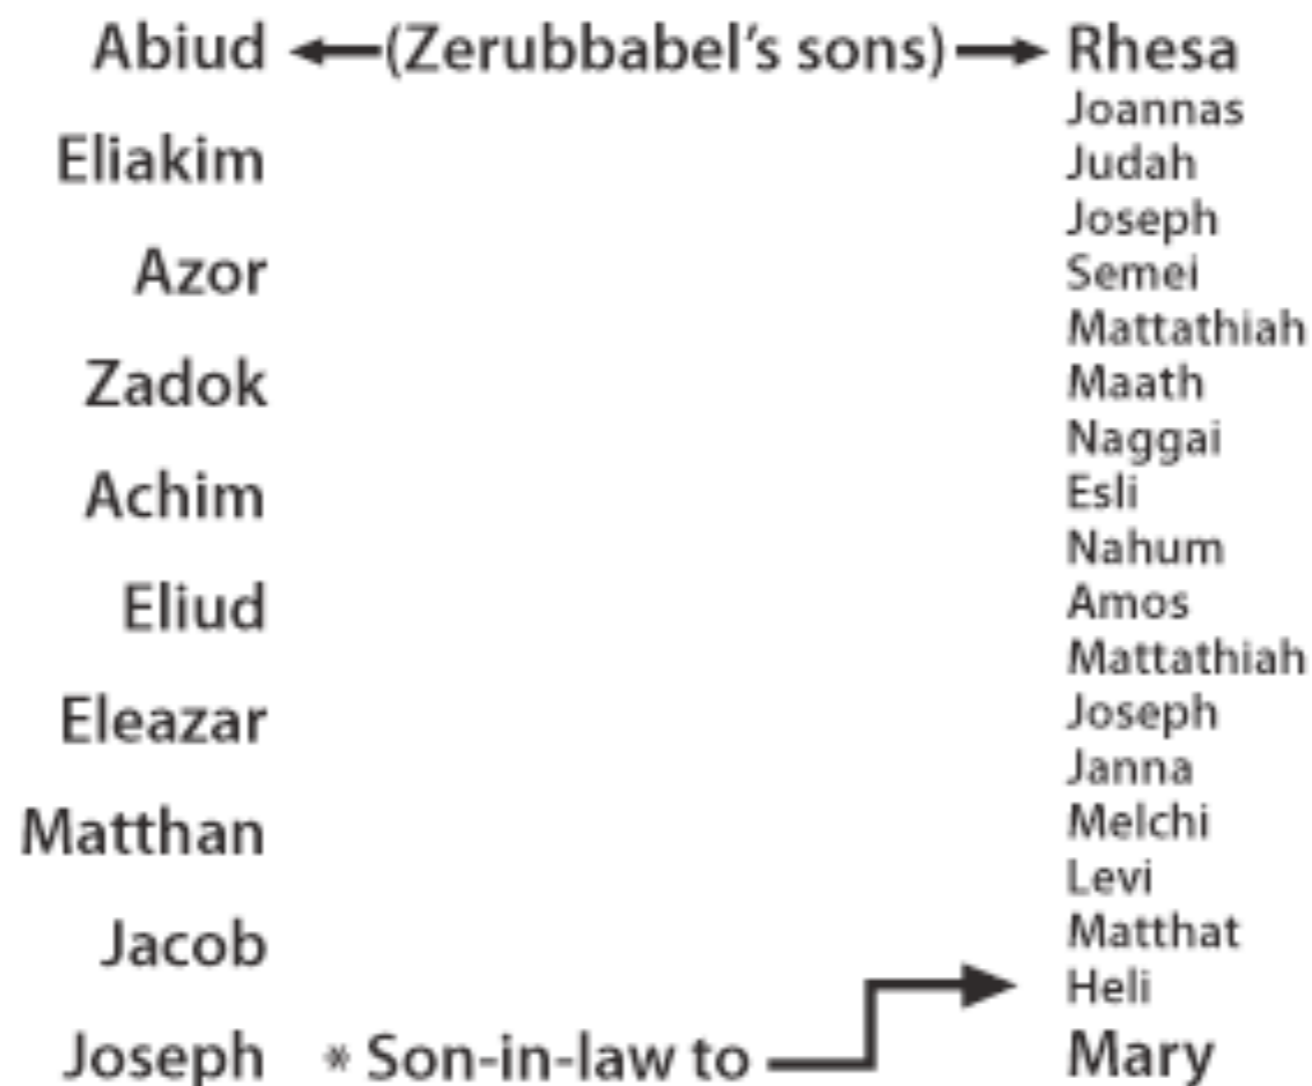 Abiud (Zerubbabel's sons) Rhesa
Joannas
Eliakim Judah
Joseph
Azor Semei
Mattathiah
Zadok Maath
Naggai
Achim Esli
Nahum
Eliud Amos
Mattathiah
Eleazar Joseph
Janna
Matthan Melchi
Levi
Jacob Matthat
Heli
Joseph * Son-in-law to Mary